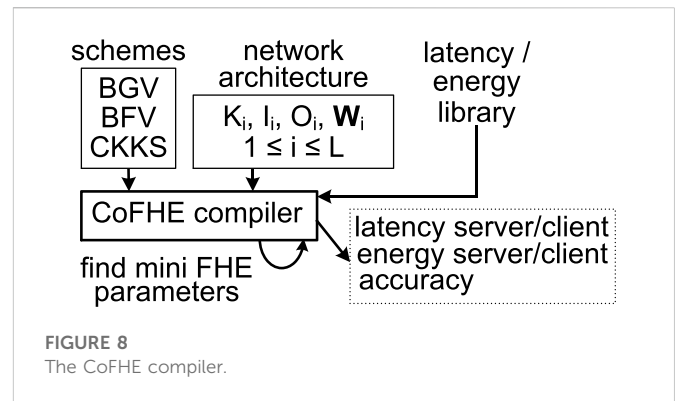 schemes
BGV
BFV
CKKS
network
architecture
Kᵢ, Iᵢ, Oᵢ, Wᵢ
1 ≤ i ≤ L
latency /
energy
library
CoFHE compiler
find mini FHE
parameters
latency server/client
energy server/client
accuracy
FIGURE 8
The CoFHE compiler.